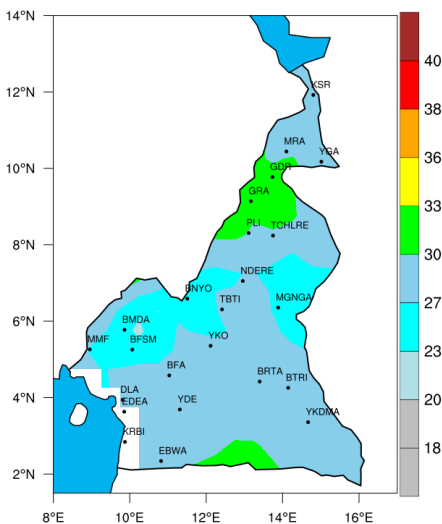 14°N
40
KSR
12°N
38
MRA
YGA
36
GDR
10°N
GRA
33
PLI
TCHLRE
30
8°N
NDERE
27
BNYO
TBTI
MGNGA
BMDA
23
6°N
MMF
BFSM
YKO
BFA
20
BRTA
BTRI
4°N
DLA
EDEA
YDE
YKDMA
18
KRBI
EBWA
2°N
8°E
10°E
12°E
14°E
16°E